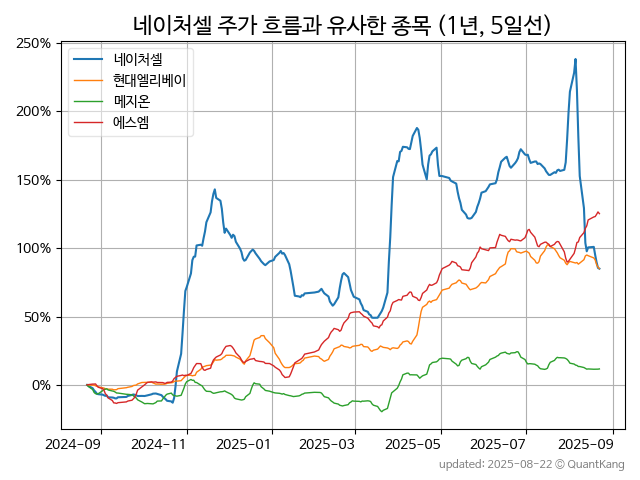 네이처셀 주가 흐름과 유사한 종목 (1년, 5일선)
250%
200%
150%
100%
50%
0%
네이처셀
현대엘리베이
메지온
에스엠
2024-09 2024-11 2025-01 2025-03 2025-05 2025-07 2025-09
updated: 2025-08-22 © QuantKang